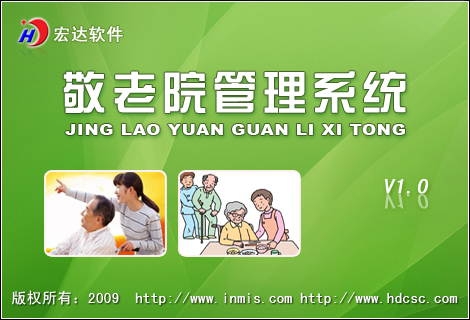 宏达软件
敬老院管理系统
JING LAO YUAN GUAN LI XI TONG
V1.0
版权所有：2009 http://www.inmis.com http://www.hdcsc.com